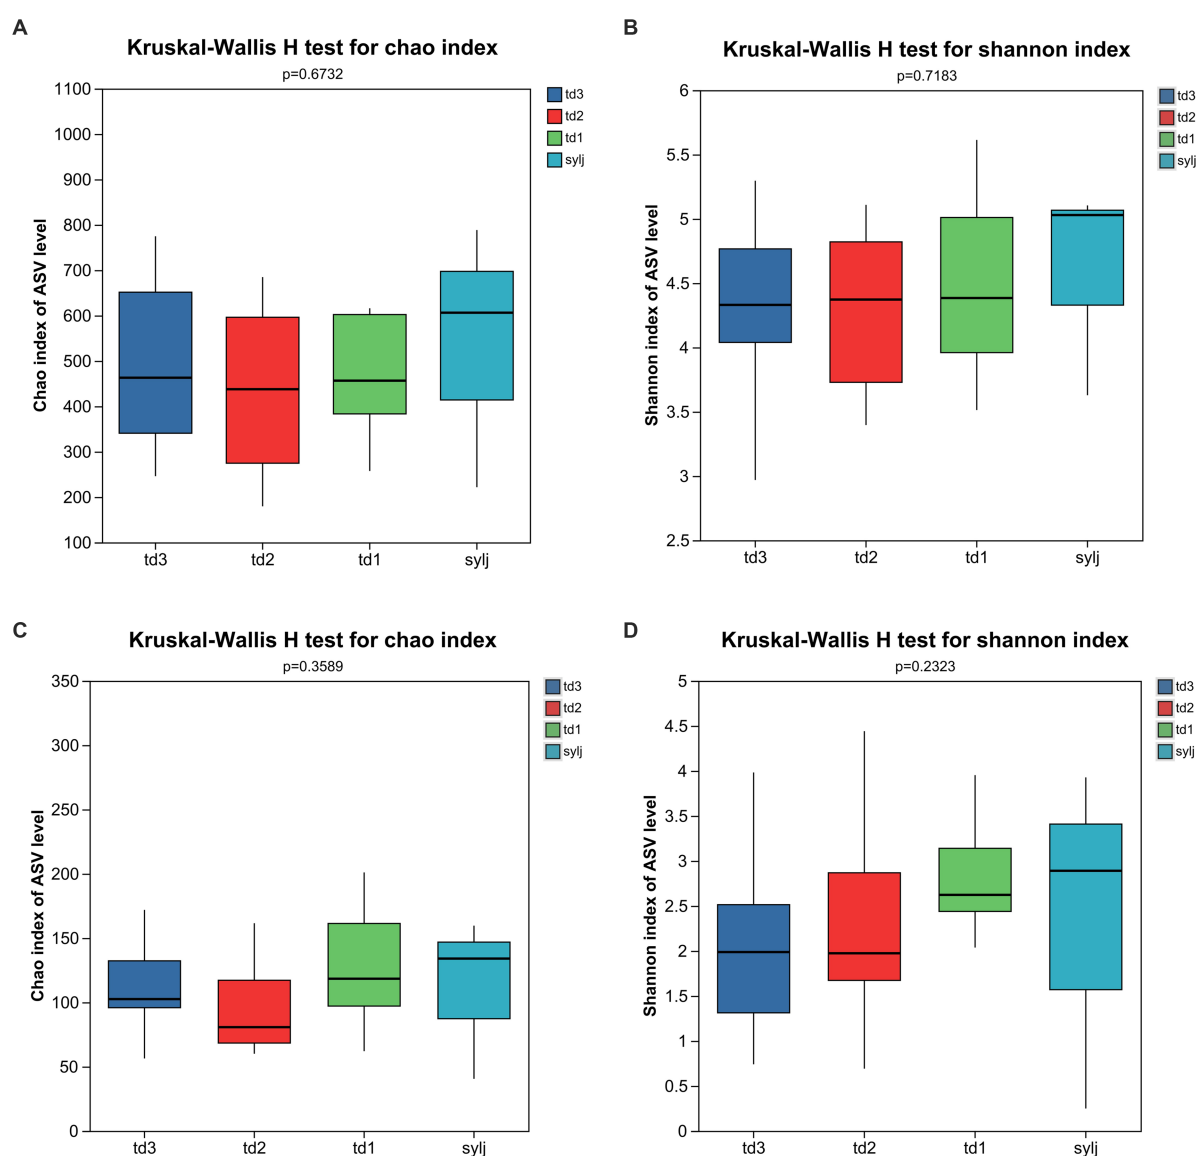 A
Kruskal-Wallis H test for chao index
p=0.6732
1100
1000
900
800
700
600
500
400
300
200
100
Chao index of ASV level
td3
td2
td1
sylj
td3
td2
td1
sylj
B
Kruskal-Wallis H test for shannon index
p=0.7183
6
5.5
5
4.5
4
3.5
3
2.5
Shannon index of ASV level
td3
td2
td1
sylj
td3
td2
td1
sylj
C
Kruskal-Wallis H test for chao index
p=0.3589
350
300
250
200
150
100
50
0
Chao index of ASV level
td3
td2
td1
sylj
td3
td2
td1
sylj
D
Kruskal-Wallis H test for shannon index
p=0.2323
5
4.5
4
3.5
3
2.5
2
1.5
1
0.5
0
Shannon index of ASV level
td3
td2
td1
sylj
td3
td2
td1
sylj